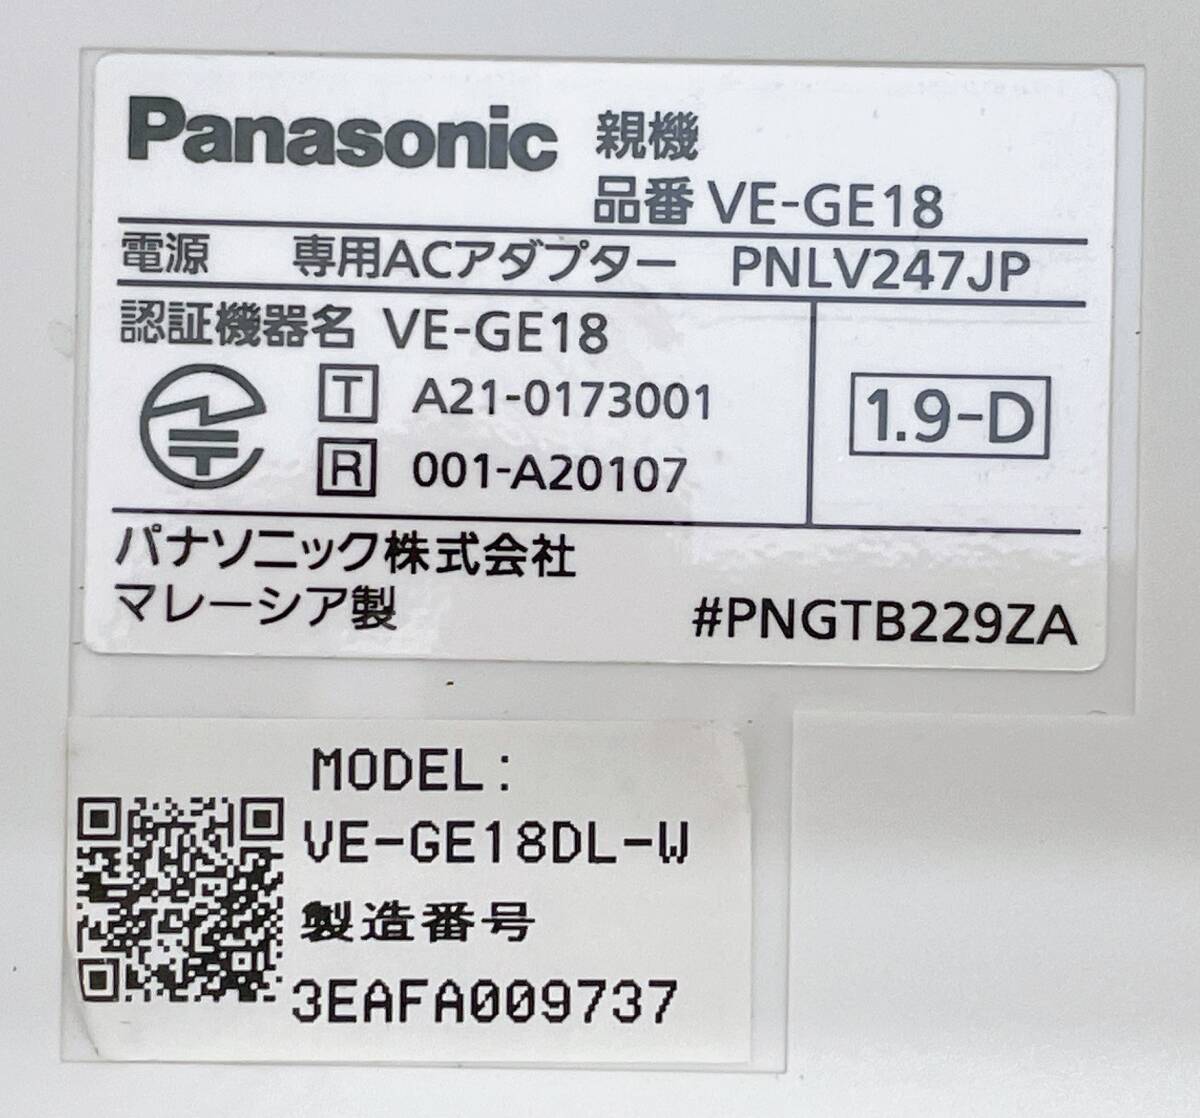 Panasonic 親機
品番 VE-GE18
電源 専用ACアダプター PNLV247JP
認証機器名 VE-GE18
T A21-0173001
R 001-A20107
1.9-D
パナソニック株式会社
マレーシア製
#PNGTB229ZA
MODEL:
VE-GE18DL-W
製造番号
3EAFA009737